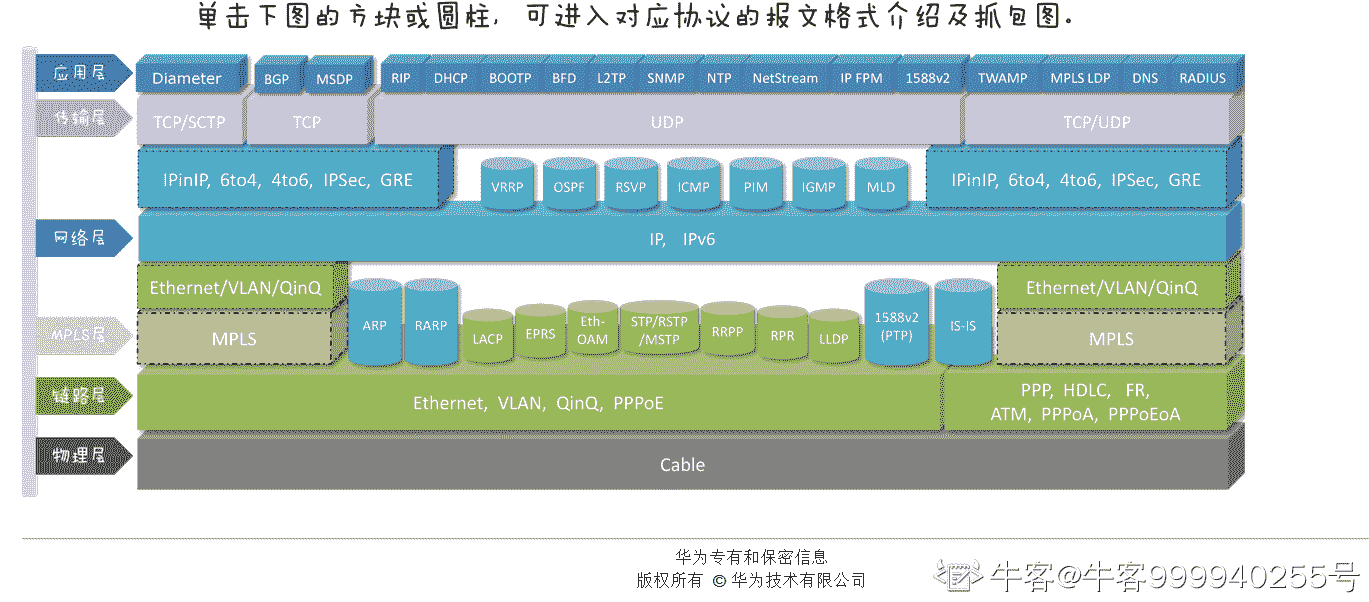 单击下图的方块或圆柱，可进入对应协议的报文格式介绍及抓包图。
应用层
Diameter
BGP
MSDP
RIP
DHCP
BOOTP
BFD
L2TP
SNMP
NTP
NetStream
IP FPM
1588v2
TWAMP
MPLS LDP
DNS
RADIUS
传输层
TCP/SCTP
TCP
UDP
TCP/UDP
IPinIP, 6to4, 4to6, IPSec, GRE
VRRP
OSPF
RSVP
ICMP
PIM
IGMP
MLD
IPinIP, 6to4, 4to6, IPSec, GRE
网络层
IP, IPv6
Ethernet/VLAN/QinQ
ARP
RARP
LACP
EPRS
Eth-
OAM
STP/RSTP
/MSTP
RRPP
RPR
LLDP
1588v2
(PTP)
IS-IS
Ethernet/VLAN/QinQ
MPLS层
MPLS
MPLS
链路层
Ethernet, VLAN, QinQ, PPPoE
PPP, HDLC, FR,
ATM, PPPoA, PPPoEoA
物理层
Cable
华为专有和保密信息
版权所有 © 华为技术有限公司
牛客@牛客999940255号